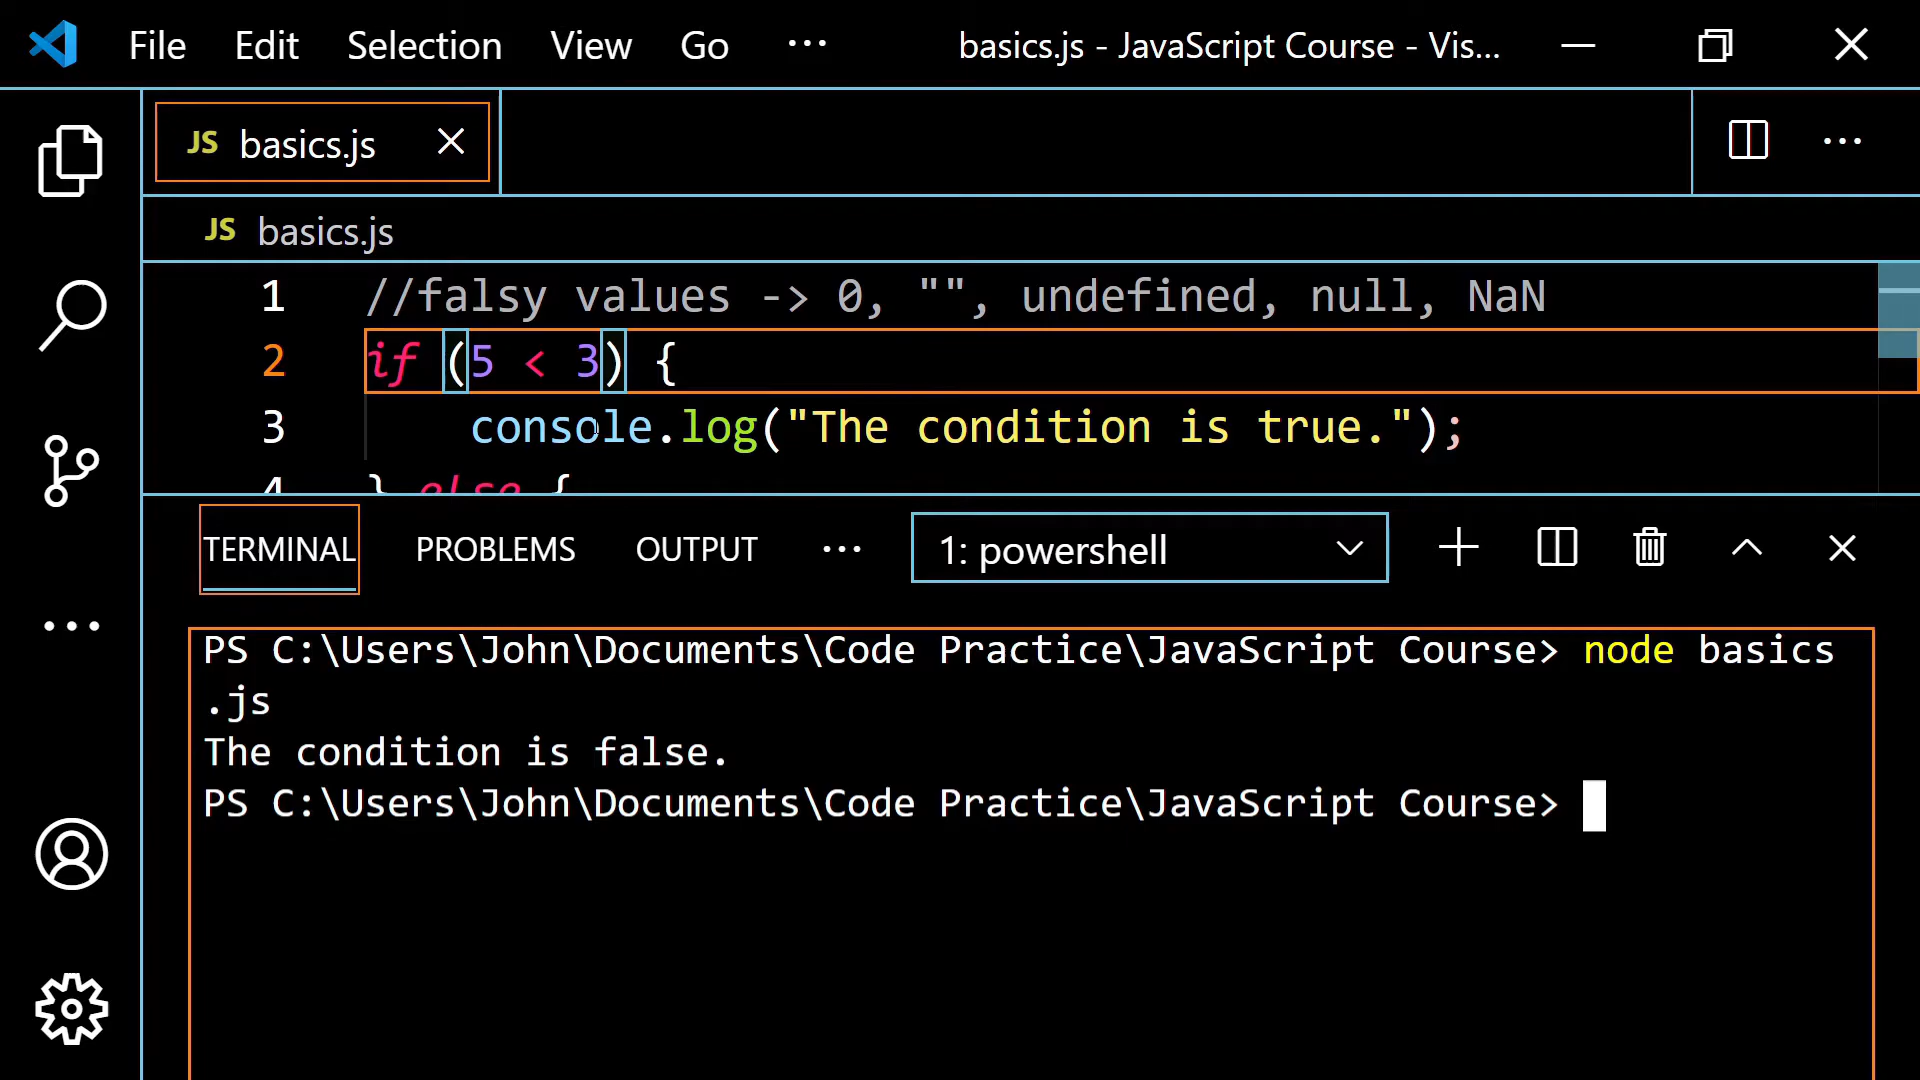 File Edit Selection View Go ··· basics.js - JavaScript Course - Vis...
JS basics.js
JS basics.js
1 //falsy values -> 0, "", undefined, null, NaN
2 if (5 < 3) {
3 console.log("The condition is true.");
4 } else {
TERMINAL PROBLEMS OUTPUT ··· 1: powershell
PS C:\Users\John\Documents\Code Practice\JavaScript Course> node basics
.js
The condition is false.
PS C:\Users\John\Documents\Code Practice\JavaScript Course>